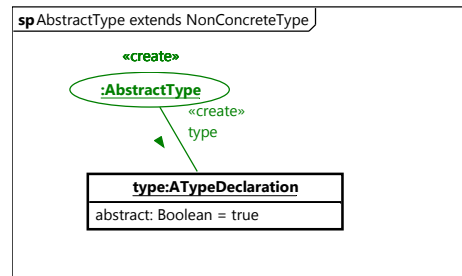 sp AbstractType extends NonConcreteType
«create»
:AbstractType
«create»
type
type:ATypeDeclaration
abstract: Boolean = true